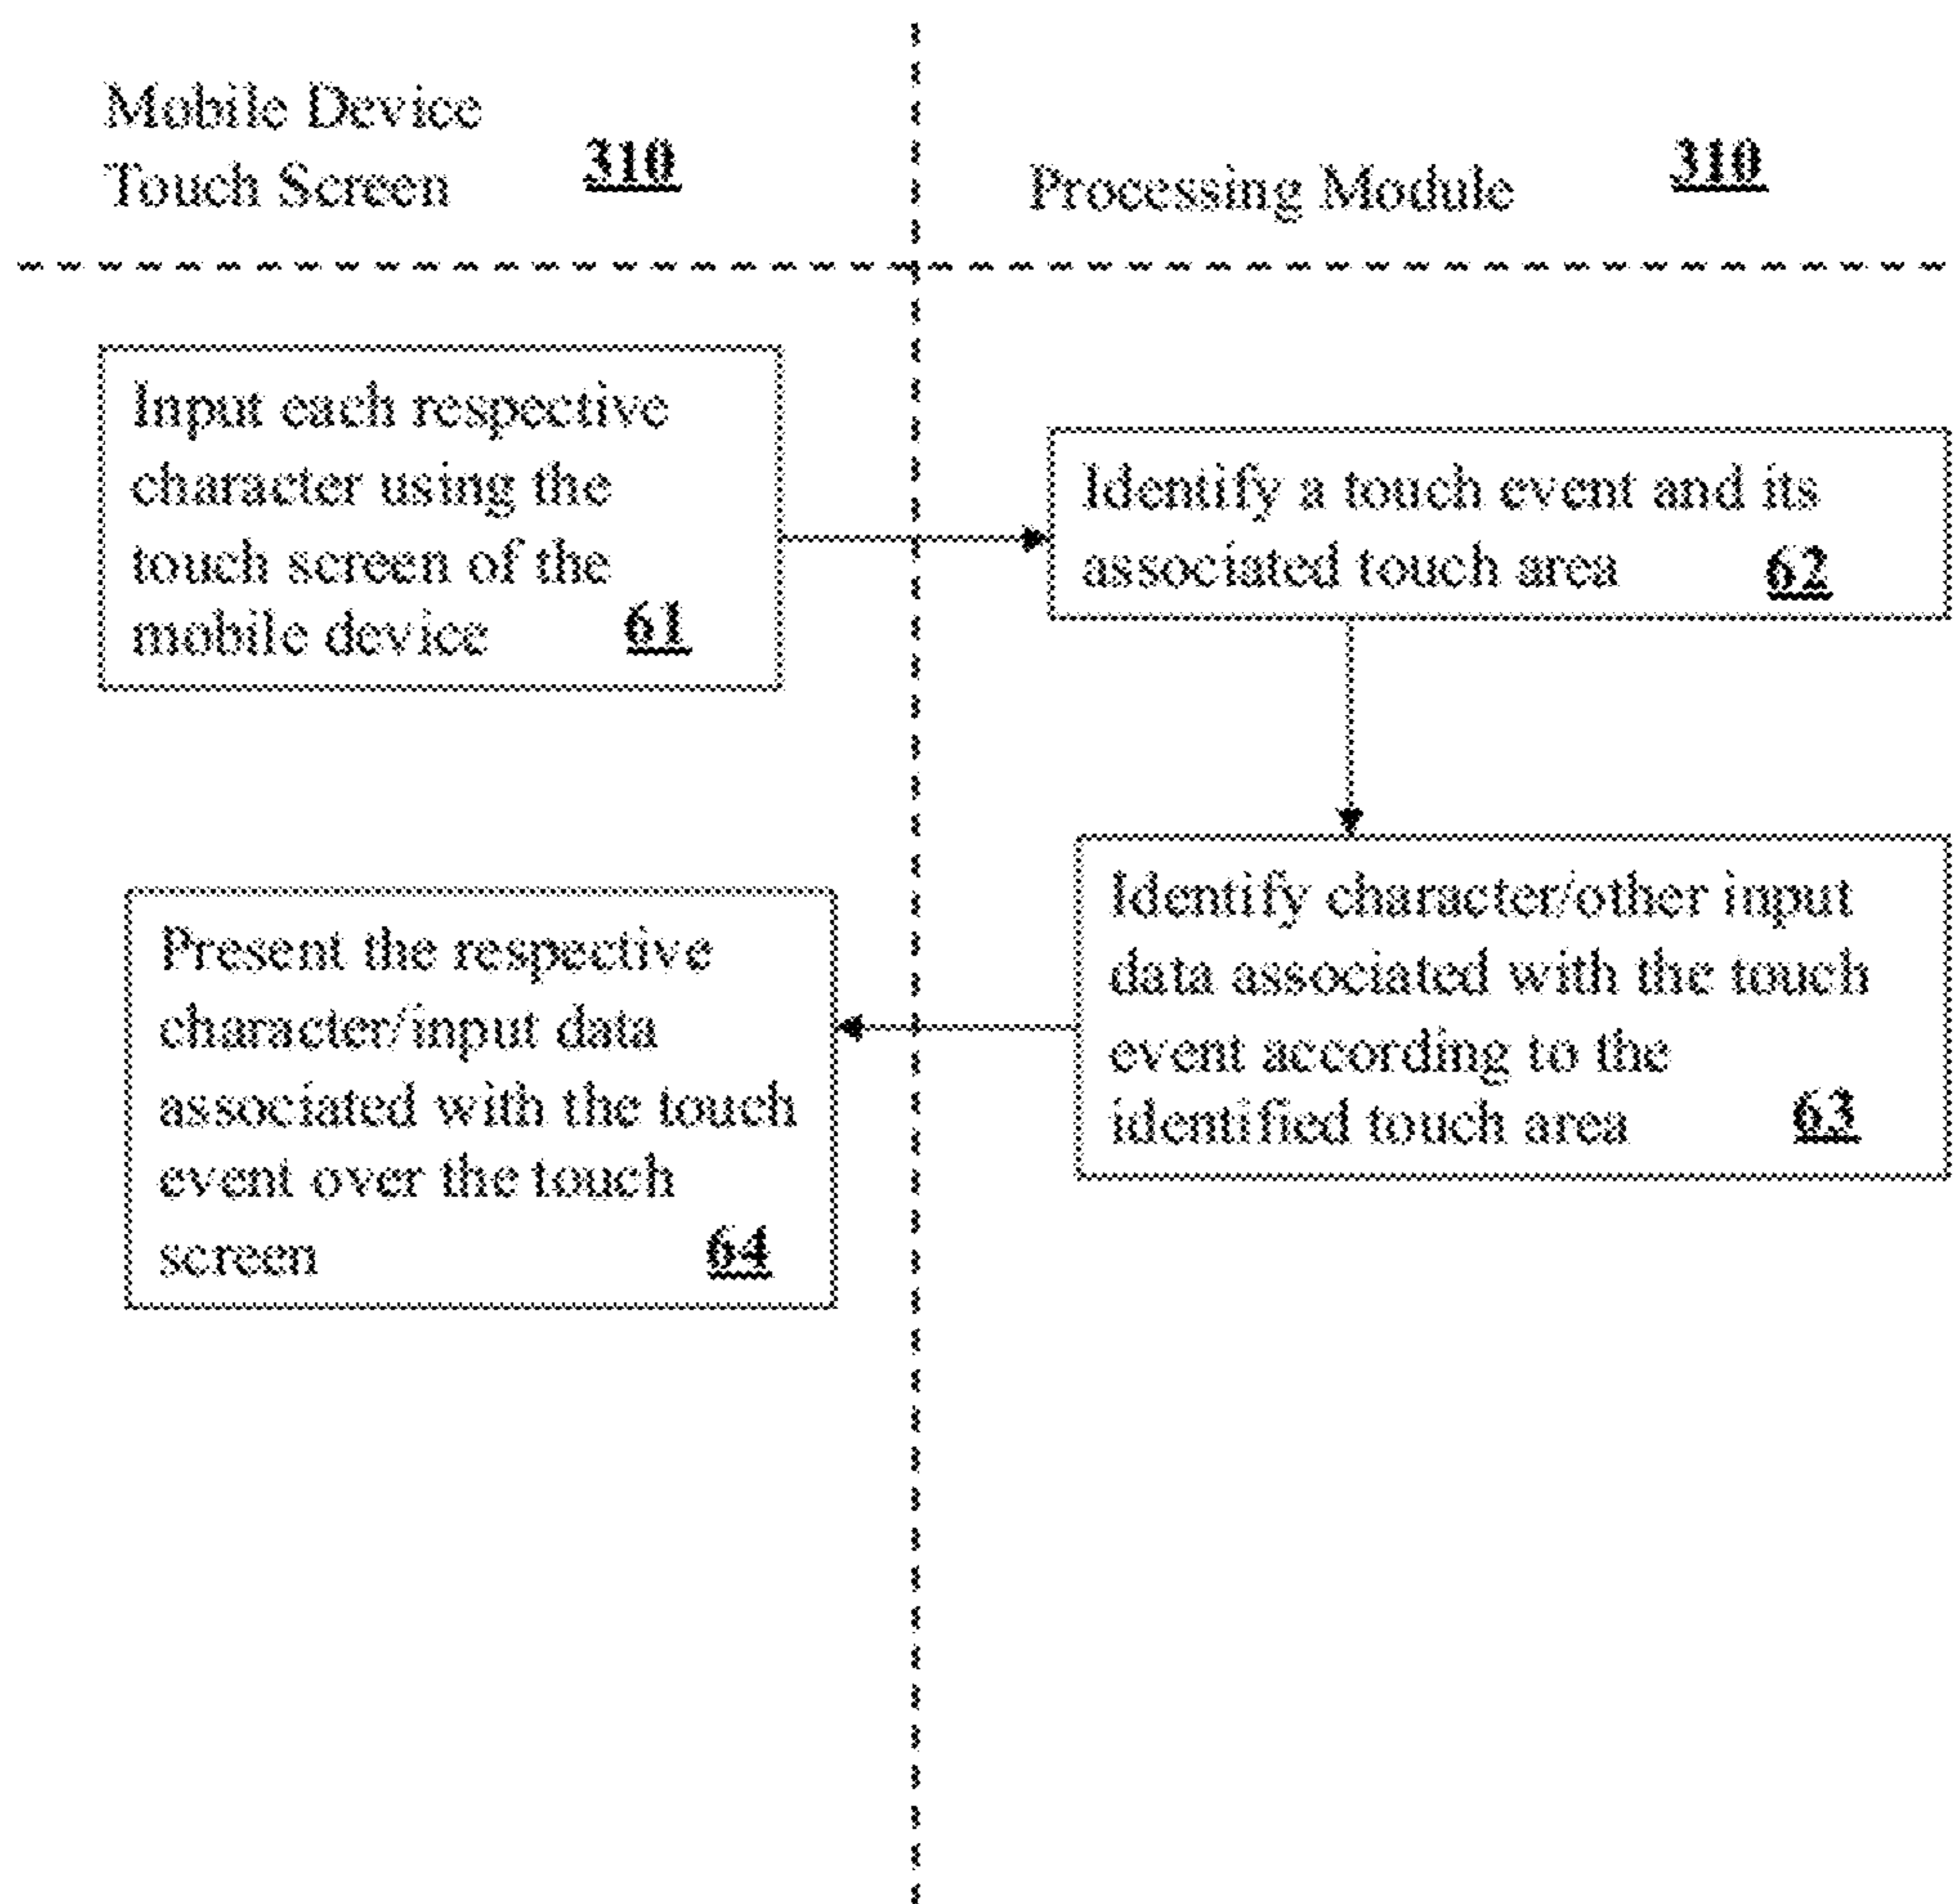 Mobile Device
Touch Screen 310
Processing Module 310
Input each respective
character using the
touch screen of the
mobile device 61
Identify a touch event and its
associated touch area 62
Identify character/other input
data associated with the touch
event according to the
identified touch area 63
Present the respective
character/input data
associated with the touch
event over the touch
screen 64